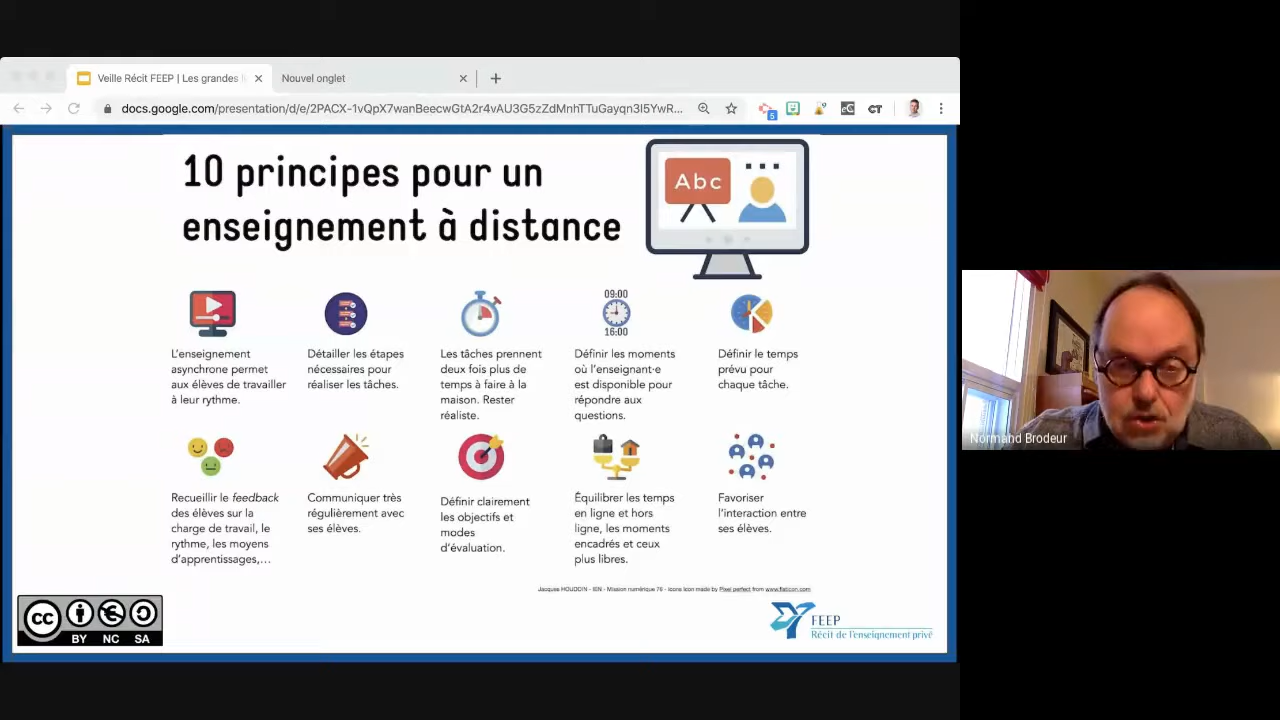 Veille Récit FEEP | Les grandes l
Nouvel onglet
docs.google.com/presentation/d/e/2PACX-1vQpX7wanBeecwGtA2r4vAU3G5zZdMnhTTuGayqn3I5YwR...
5
CT
10 principes pour un
enseignement à distance
Abc
09:00
16:00
L'enseignement
asynchrone permet
aux élèves de travailler
à leur rythme.
Détailler les étapes
nécessaires pour
réaliser les tâches.
Les tâches prennent
deux fois plus de
temps à faire à la
maison. Rester
réaliste.
Définir les moments
où l'enseignant·e
est disponible pour
répondre aux
questions.
Définir le temps
prévu pour
chaque tâche.
Recueillir le feedback
des élèves sur la
charge de travail, le
rythme, les moyens
d'apprentissages,...
Communiquer très
régulièrement avec
ses élèves.
Définir clairement
les objectifs et
modes
d'évaluation.
Équilibrer les temps
en ligne et hors
ligne, les moments
encadrés et ceux
plus libres.
Favoriser
l'interaction entre
ses élèves.
Jacques HOUDCIN - IEN - Mission numérique 76 - Icons Icon made by Pixel perfect from www.flaticon.com
CC
BY NC SA
FEEP
Récit de l'enseignement privé
Normand Brodeur